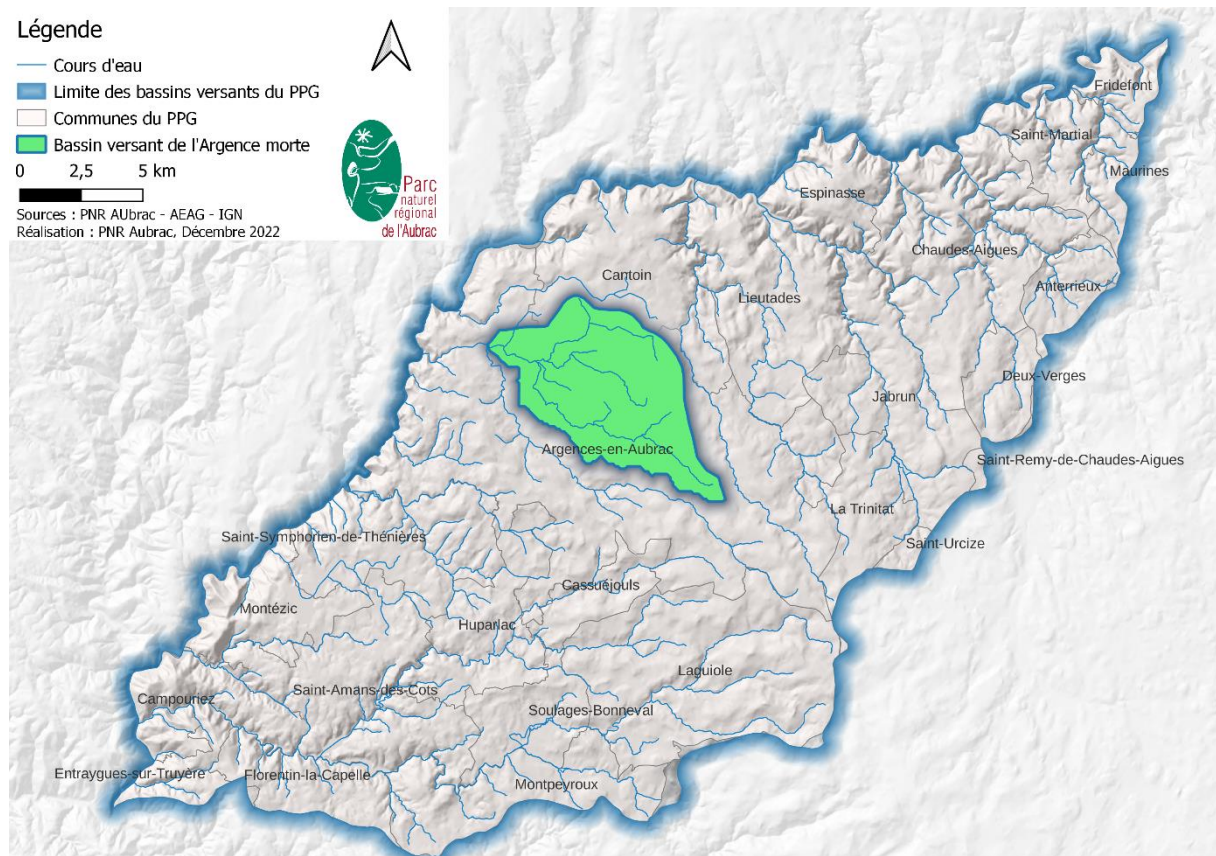 Légende
Cours d'eau
Limite des bassins versants du PPG
Communes du PPG
Bassin versant de l'Argence morte
0 2,5 5 km
Sources : PNR AUbrac - AEAG - IGN
Réalisation : PNR Aubrac, Décembre 2022
Parc
naturel
régional
de l'Aubrac
Fridefont
Saint-Martial
Maurines
Espinasse
Chaudes-Aigues
Cantoin
Anterrieux
Lieutades
Deux-Verges
Jabrun
Argences-en-Aubrac
Saint-Remy-de-Chaudes-Aigues
La Trinitat
Saint-Symphorien-de-Thénières
Saint-Urcize
Cassuéjouls
Montézic
Huparlac
Laguiole
Saint-Amans-des-Cots
Campouriez
Soulages-Bonneval
Entraygues-sur-Truyère
Florentin-la-Capelle
Montpeyroux